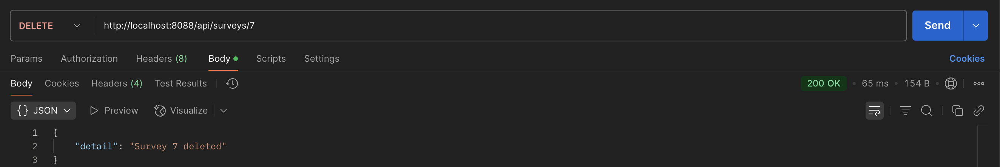 DELETE http://localhost:8088/api/surveys/7 Send
Params Authorization Headers (8) Body Scripts Settings Cookies
Body Cookies Headers (4) Test Results 200 OK • 65 ms • 154 B •
{} JSON Preview Visualize
1 {
2 "detail": "Survey 7 deleted"
3 }